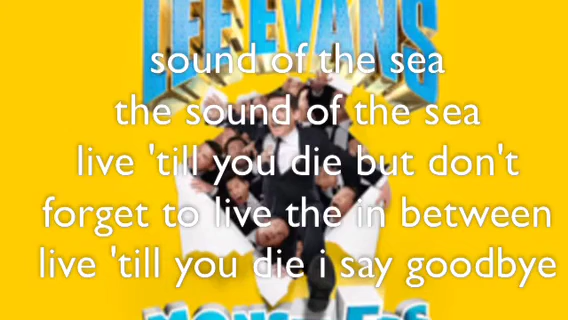 LEE EVANS
sound of the sea
the sound of the sea
live 'till you die but don't
forget to live the in between
live 'till you die i say goodbye